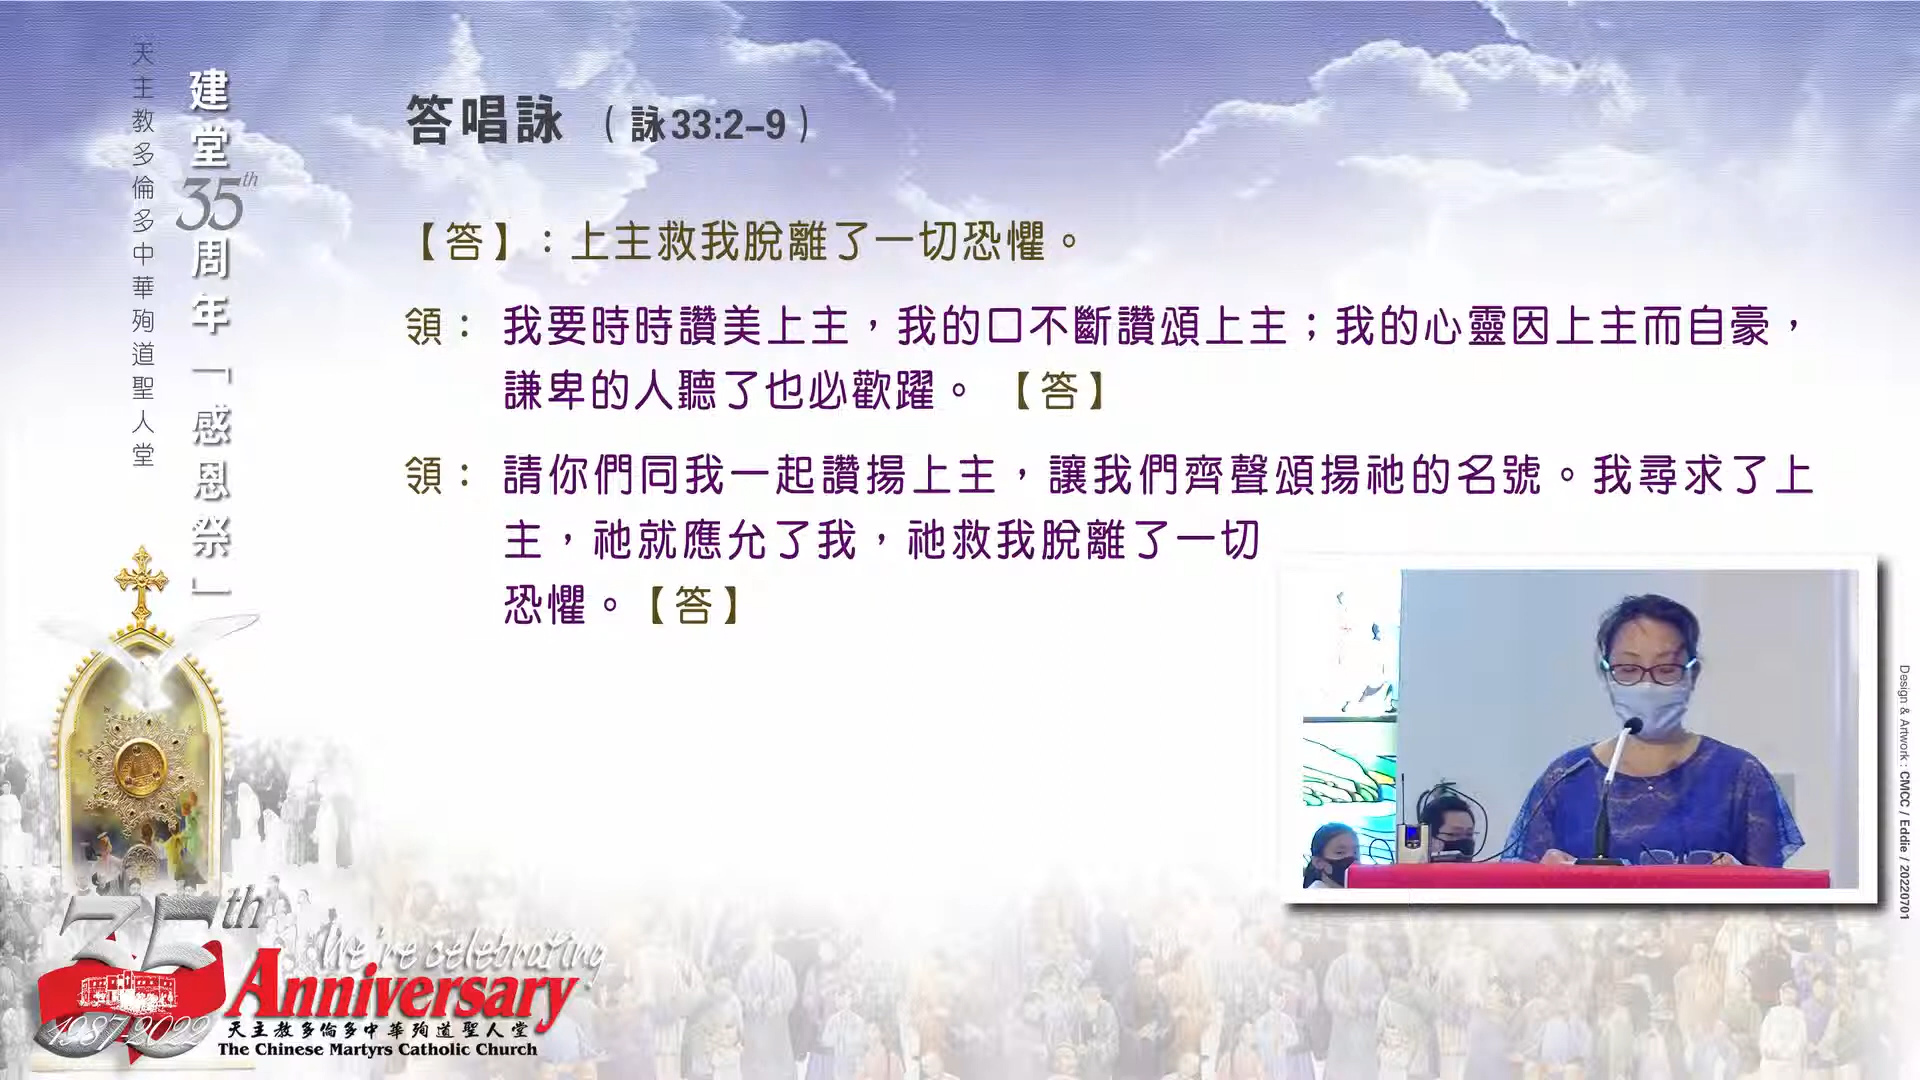 天主教多倫多中華殉道聖人堂
建堂35th周年「感恩祭」
答唱詠 （詠33:2-9）
【答】：上主救我脫離了一切恐懼。
領： 我要時時讚美上主，我的口不斷讚頌上主；我的心靈因上主而自豪，
謙卑的人聽了也必歡躍。 【答】
領： 請你們同我一起讚揚上主，讓我們齊聲頌揚祂的名號。我尋求了上
主，祂就應允了我，祂救我脫離了一切
恐懼。【答】
Design & Artwork : CMCC / Eddie / 20220701
35th
We're celebrating
Anniversary
1987-2022
天主教多倫多中華殉道聖人堂
The Chinese Martyrs Catholic Church